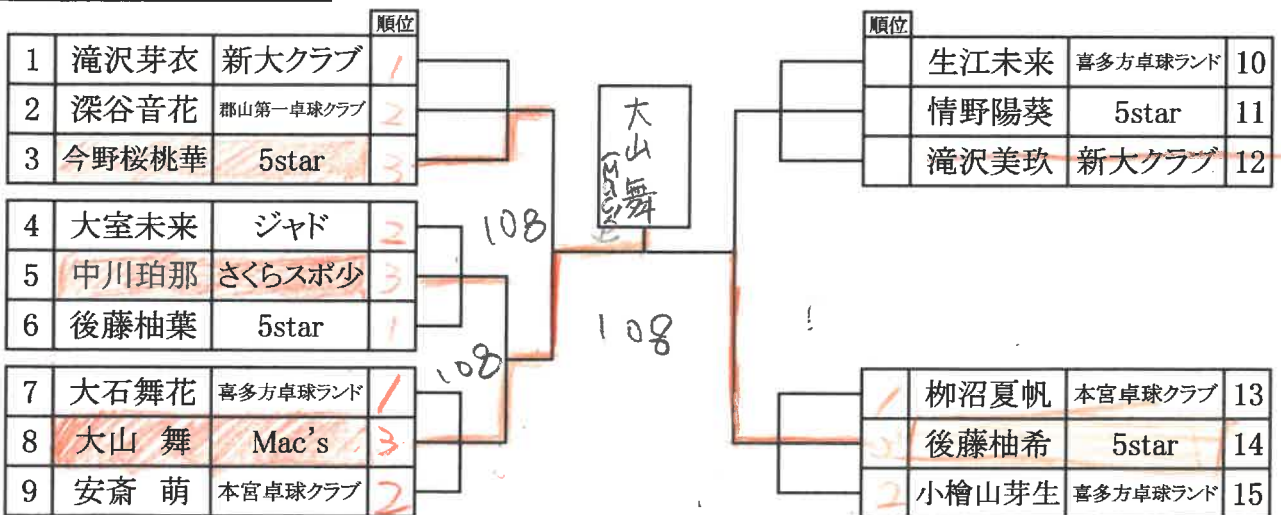 順位
1 滝沢芽衣 新大クラブ 1
2 深谷音花 郡山第一卓球クラブ 2
3 今野桜桃華 5star 3
4 大室未来 ジャド 2
5 中川珀那 さくらスポ少 3
6 後藤柚葉 5star 1
7 大石舞花 喜多方卓球ランド 1
8 大山 舞 Mac's 3
9 安斎 萌 本宮卓球クラブ 2
108
108
大山 舞
108
順位
生江未来 喜多方卓球ランド 10
情野陽葵 5star 11
滝沢美玖 新大クラブ 12
1 栁沼夏帆 本宮卓球クラブ 13
3 後藤柚希 5star 14
2 小檜山芽生 喜多方卓球ランド 15